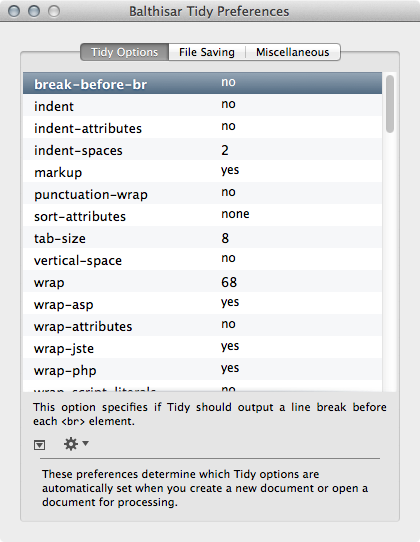 Balthisar Tidy Preferences
Tidy Options File Saving Miscellaneous
break-before-br no
indent no
indent-attributes no
indent-spaces 2
markup yes
punctuation-wrap no
sort-attributes none
tab-size 8
vertical-space no
wrap 68
wrap-asp yes
wrap-attributes no
wrap-jste yes
wrap-php yes
wrap-script-literals no
This option specifies if Tidy should output a line break before
each <br> element.
These preferences determine which Tidy options are
automatically set when you create a new document or open a
document for processing.